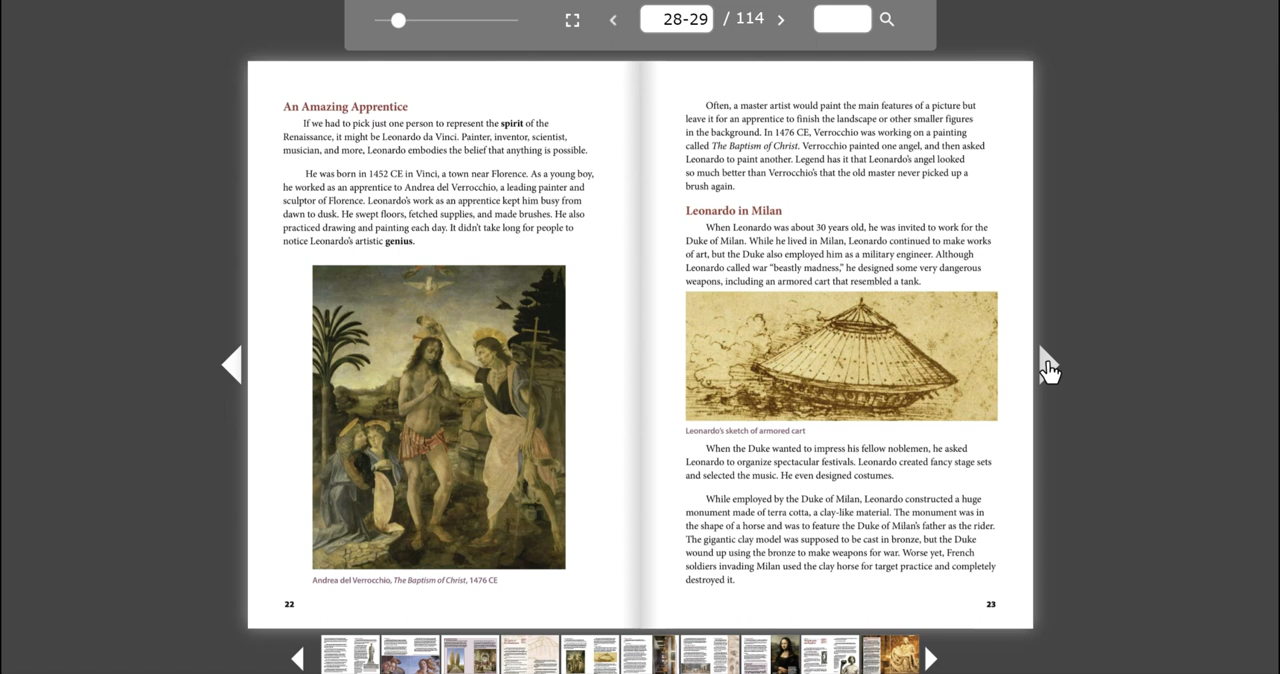 28-29 / 114
An Amazing Apprentice
If we had to pick just one person to represent the spirit of the
Renaissance, it might be Leonardo da Vinci. Painter, inventor, scientist,
musician, and more, Leonardo embodies the belief that anything is possible.
He was born in 1452 CE in Vinci, a town near Florence. As a young boy,
he worked as an apprentice to Andrea del Verrocchio, a leading painter and
sculptor of Florence. Leonardo's work as an apprentice kept him busy from
dawn to dusk. He swept floors, fetched supplies, and made brushes. He also
practiced drawing and painting each day. It didn't take long for people to
notice Leonardo's artistic genius.
Andrea del Verrocchio, The Baptism of Christ, 1476 CE
22
Often, a master artist would paint the main features of a picture but
leave it for an apprentice to finish the landscape or other smaller figures
in the background. In 1476 CE, Verrocchio was working on a painting
called The Baptism of Christ. Verrocchio painted one angel, and then asked
Leonardo to paint another. Legend has it that Leonardo's angel looked
so much better than Verrocchio's that the old master never picked up a
brush again.
Leonardo in Milan
When Leonardo was about 30 years old, he was invited to work for the
Duke of Milan. While he lived in Milan, Leonardo continued to make works
of art, but the Duke also employed him as a military engineer. Although
Leonardo called war "beastly madness," he designed some very dangerous
weapons, including an armored cart that resembled a tank.
Leonardo's sketch of armored cart
When the Duke wanted to impress his fellow noblemen, he asked
Leonardo to organize spectacular festivals. Leonardo created fancy stage sets
and selected the music. He even designed costumes.
While employed by the Duke of Milan, Leonardo constructed a huge
monument made of terra cotta, a clay-like material. The monument was in
the shape of a horse and was to feature the Duke of Milan's father as the rider.
The gigantic clay model was supposed to be cast in bronze, but the Duke
wound up using the bronze to make weapons for war. Worse yet, French
soldiers invading Milan used the clay horse for target practice and completely
destroyed it.
23